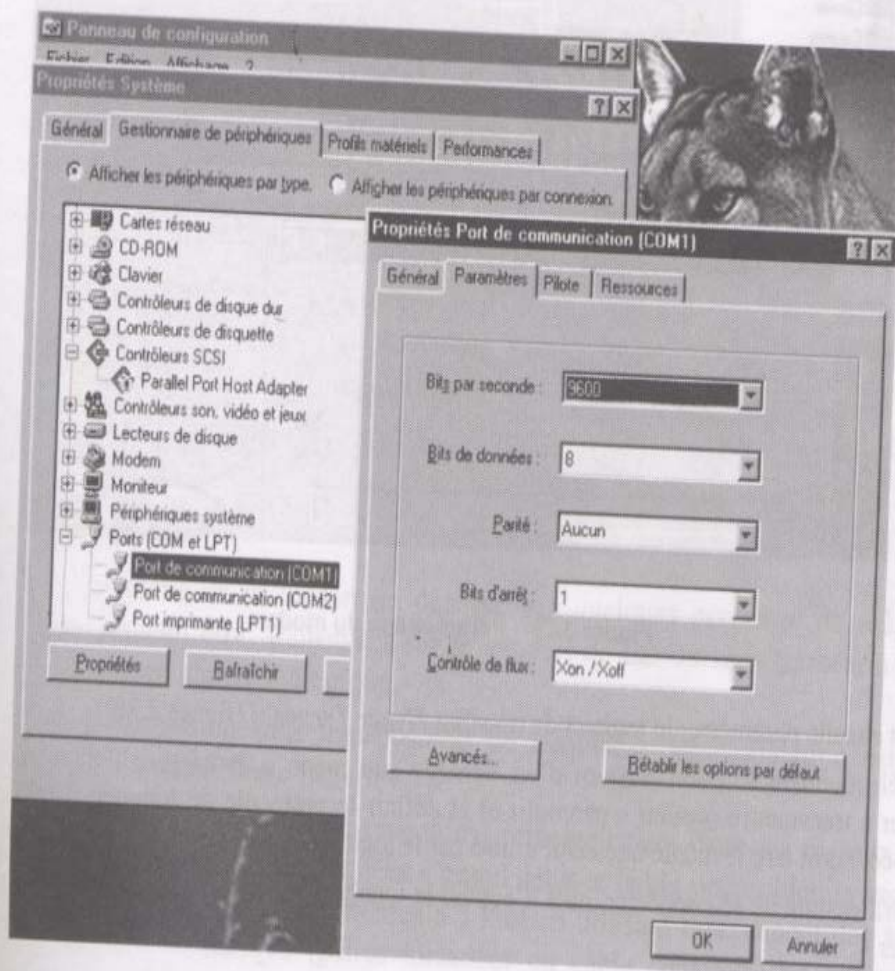 Panneau de configuration
Fichier Edition Affichage ?
Propriétés Système
Général Gestionnaire de périphériques Profils matériels Performances
Afficher les périphériques par type. Afficher les périphériques par connexion.
Cartes réseau
CD-ROM
Clavier
Contrôleurs de disque dur
Contrôleurs de disquette
Contrôleurs SCSI
Parallel Port Host Adapter
Contrôleurs son, vidéo et jeux
Lecteurs de disque
Modem
Moniteur
Périphériques système
Ports (COM et LPT)
Port de communication (COM1)
Port de communication (COM2)
Port imprimante (LPT1)
Propriétés Rafraîchir
Propriétés Port de communication (COM1)
Général Paramètres Pilote Ressources
Bits par seconde : 9600
Bits de données : 8
Parité : Aucun
Bits d'arrêt : 1
Contrôle de flux : Xon / Xoff
Avancés...
Rétablir les options par défaut
OK Annuler